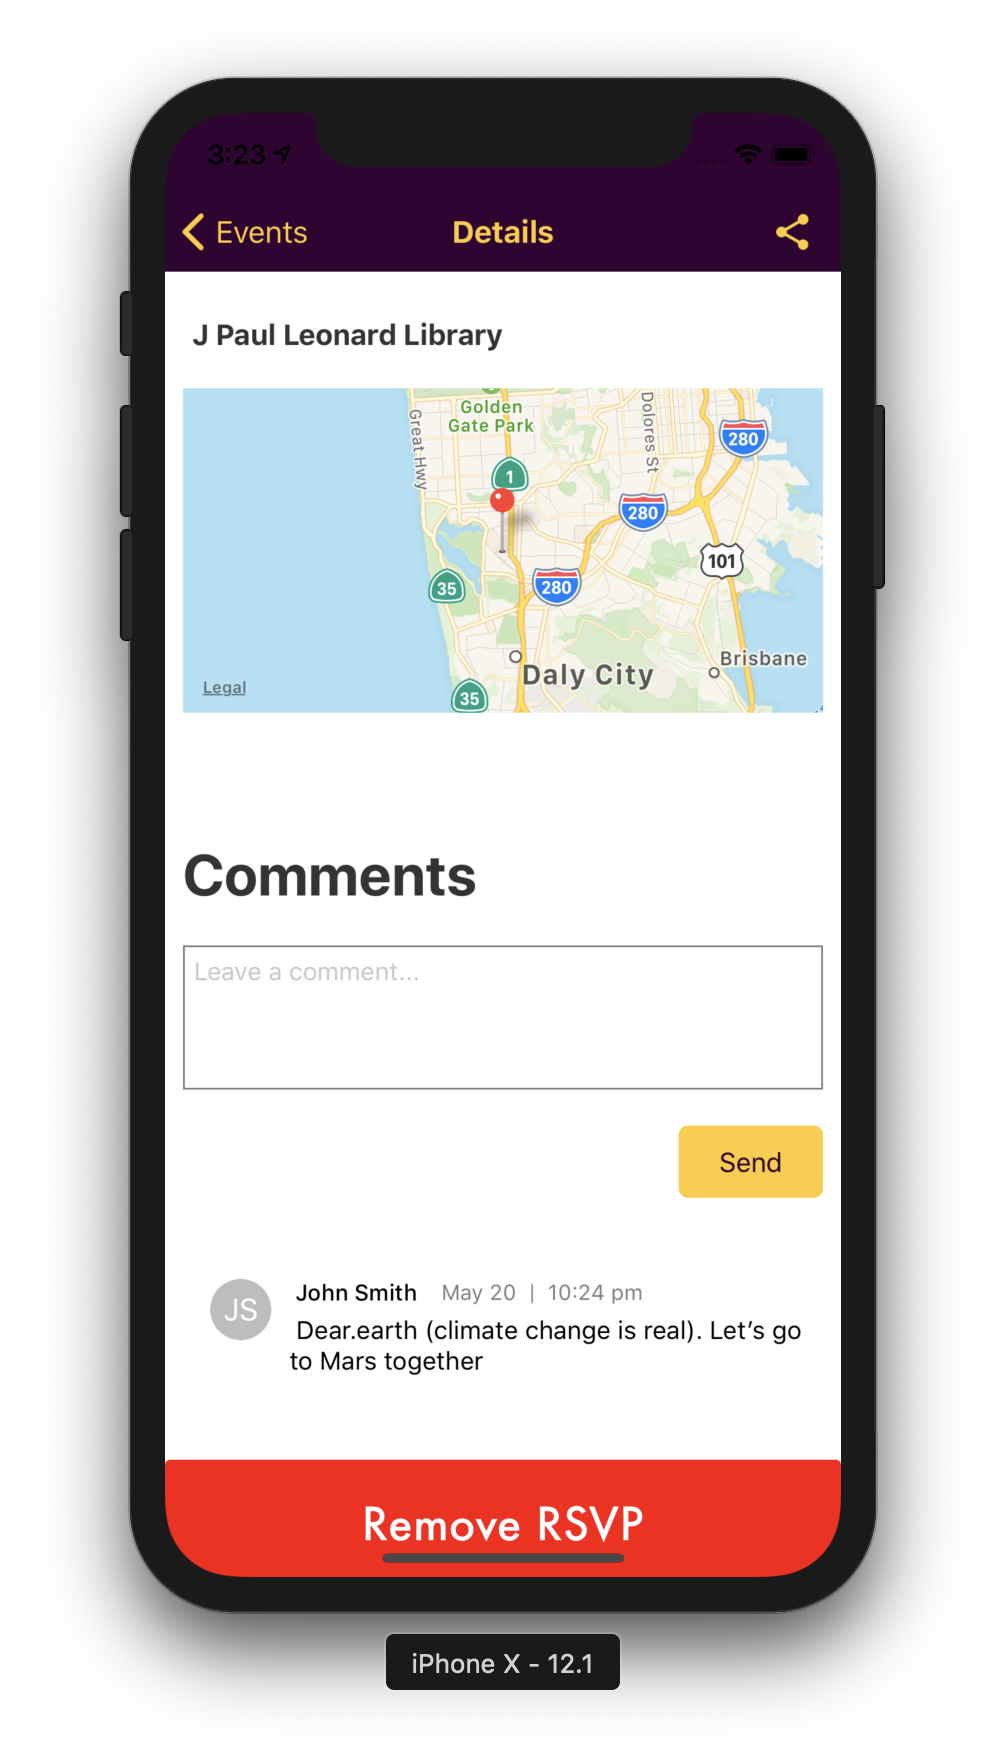 3:23
Events
Details
J Paul Leonard Library
Golden
Gate Park
Great Hwy
Dolores St
280
1
280
101
280
35
Brisbane
Daly City
Legal
35
Comments
Leave a comment...
Send
JS
John Smith May 20 | 10:24 pm
Dear.earth (climate change is real). Let’s go
to Mars together
Remove RSVP
iPhone X - 12.1